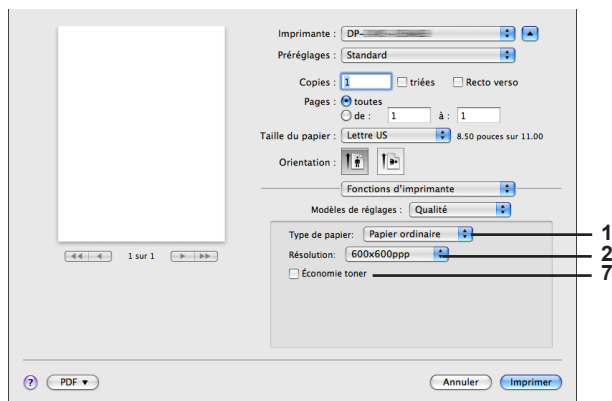 Imprimante : DP-
Préréglages : Standard
Copies : 1 triées Recto verso
Pages : toutes
de : 1 à : 1
Taille du papier : Lettre US 8.50 pouces sur 11.00
Orientation :
Fonctions d'imprimante
Modèles de réglages : Qualité
Type de papier: Papier ordinaire 1
Résolution: 600x600ppp 2
Économie toner 7
1 sur 1
? PDF ▼ Annuler Imprimer